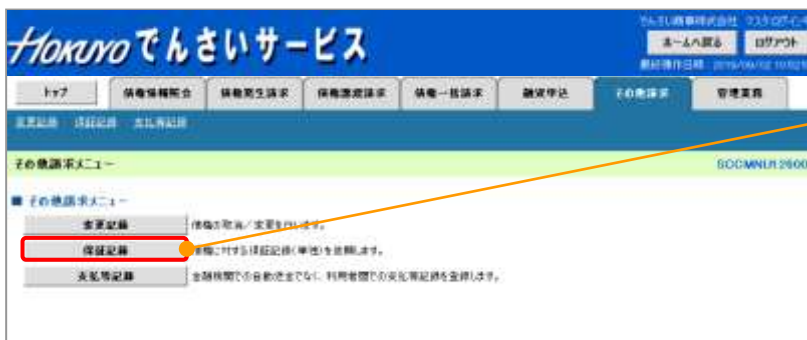 Hokuyo でんさいサービス
ホームへ戻る ログアウト
トップ 債権情報照会 債権発生請求 債権譲渡請求 債権一括請求 融資申込 その他請求 管理業務
変更記録 保証記録 支払等記録
その他請求メニュー
■ その他請求メニュー
変更記録 債権の取消/変更を行います。
保証記録 債権に対する保証記録(単独)を依頼します。
支払等記録 金融機関での自動送金でなく、利用者間での支払等記録を登録します。